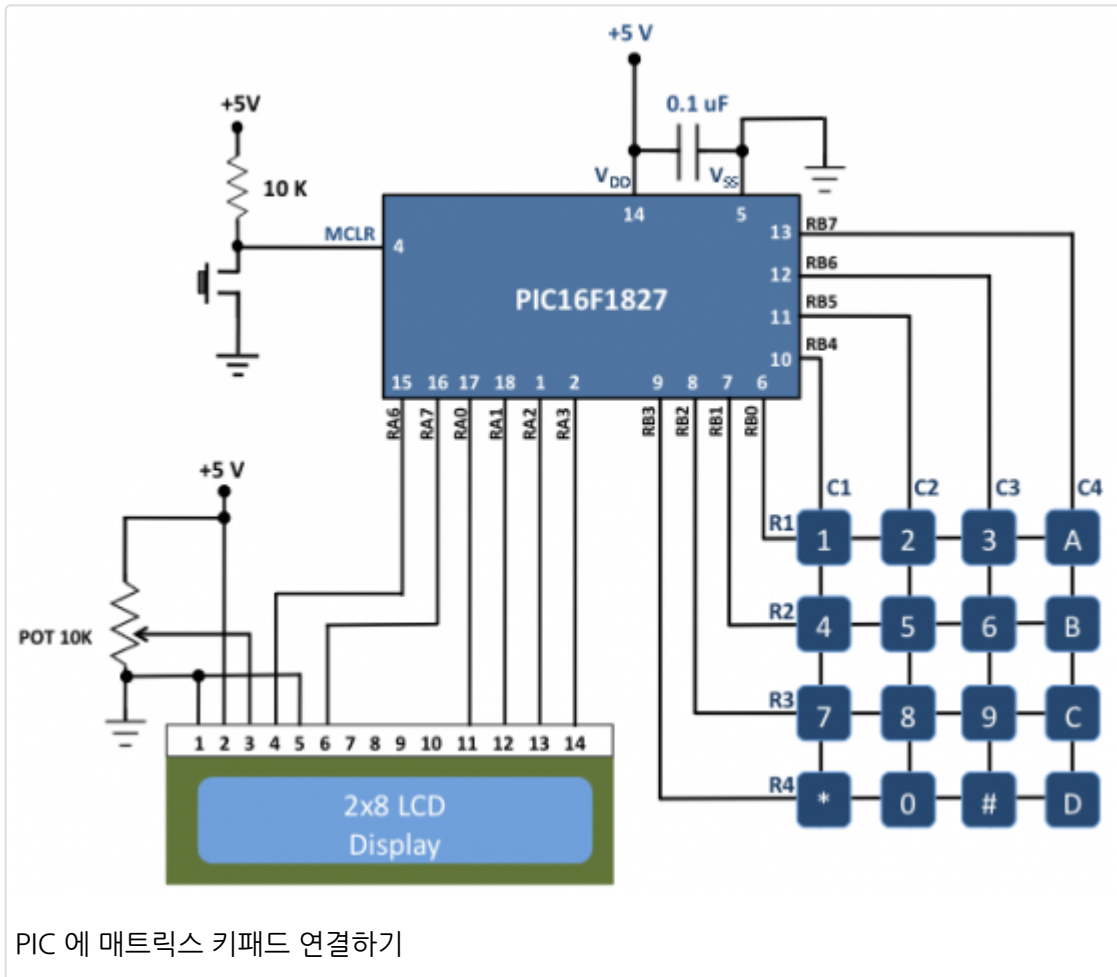 +5 V
+5V
0.1 uF
10 K
VDD
VSS
14
5
MCLR
4
13
RB7
12
RB6
PIC16F1827
11
RB5
10
RB4
15
16
17
18
1
2
9
8
7
6
RA6
RA7
RA0
RA1
RA2
RA3
RB3
RB2
RB1
RB0
+5 V
C1
C2
C3
C4
R1
1
2
3
A
POT 10K
R2
4
5
6
B
R3
7
8
9
C
1
2
3
4
5
6
7
8
9
10
11
12
13
14
R4
*
0
#
D
2x8 LCD
Display
PIC 에 매트릭스 키패드 연결하기